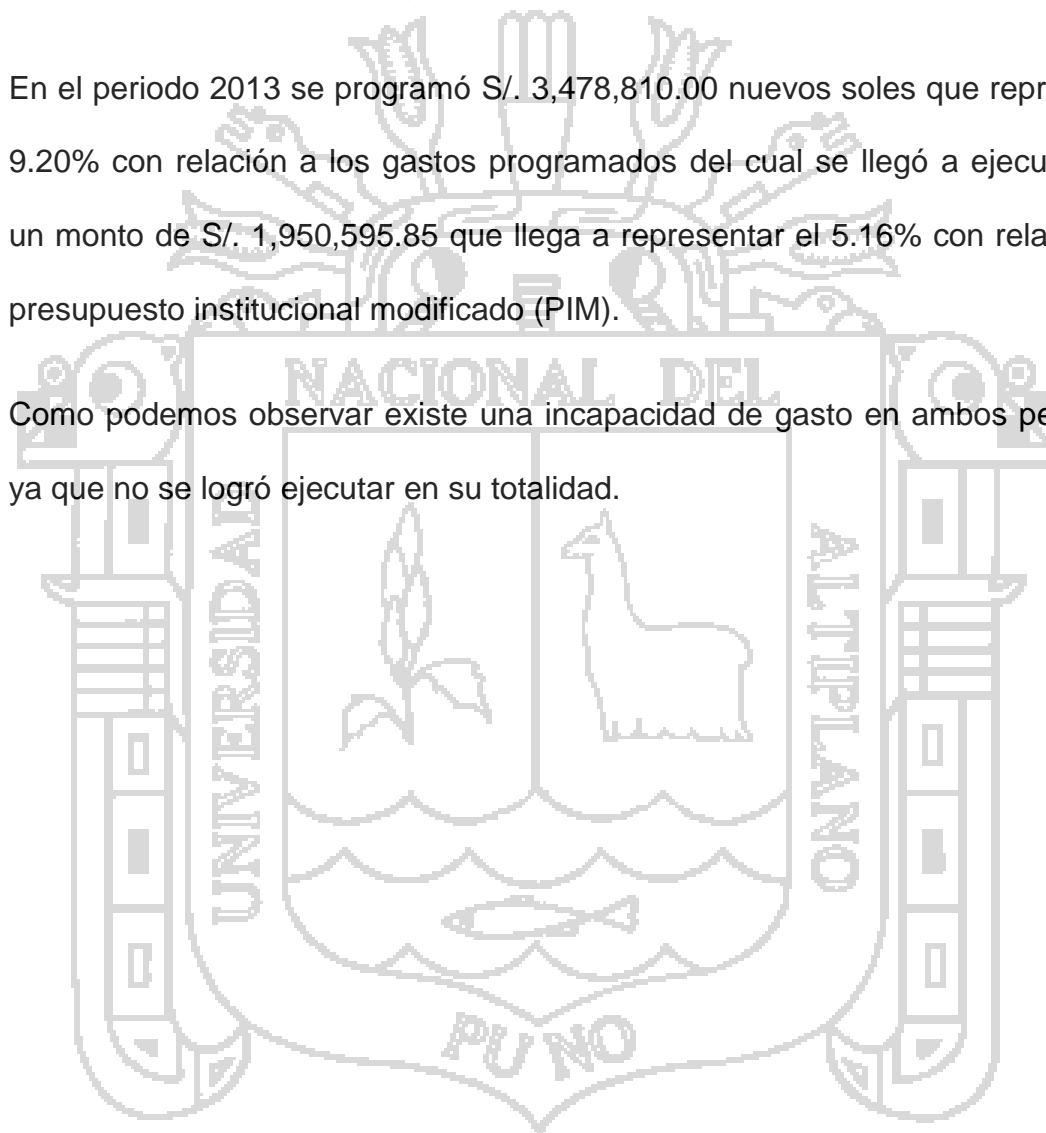 En el periodo 2013 se programó S/. 3,478,810.00 nuevos soles que repr
9.20% con relación a los gastos programados del cual se llegó a ejecu
un monto de S/. 1,950,595.85 que llega a representar el 5.16% con rela
presupuesto institucional modificado (PIM).
NACIONAL DEL
Como podemos observar existe una incapacidad de gasto en ambos pe
ya que no se logró ejecutar en su totalidad.
UNIVERSIDAD
ALTIPLANO
PUNO